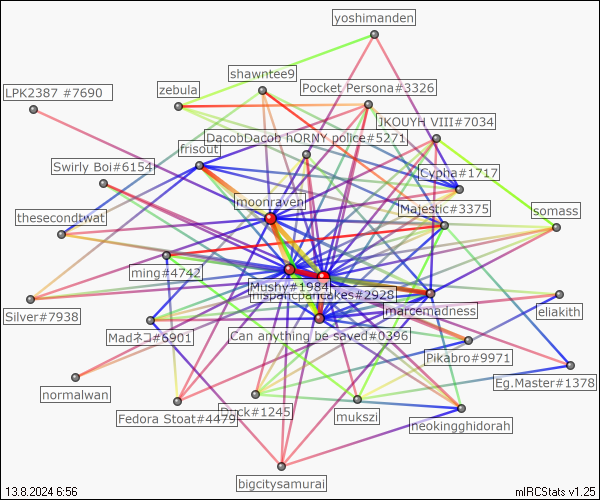 yoshimanden
shawntee9
zebula
Pocket Persona#3326
LPK2387 #7690
JKOUYH VIII#7034
DacobDacob hORNY police#5271
frisout
Swirly Boi#6154
Cypha#1717
moonraven
Majestic#3375
thesecondtwat
somass
ming#4742
Mushy#1984
mispancpancakes#2928
Silver#7938
marcemadness
eliakith
Madネコ#6901
Can anything be saved#0396
Pikabro#9971
normalwan
Eg.Master#1378
Fedora Stoat#4479
Duck#1245
mukszi
neokingghidorah
bigcitysamurai
13.8.2024 6:56
mIRCStats v1.25